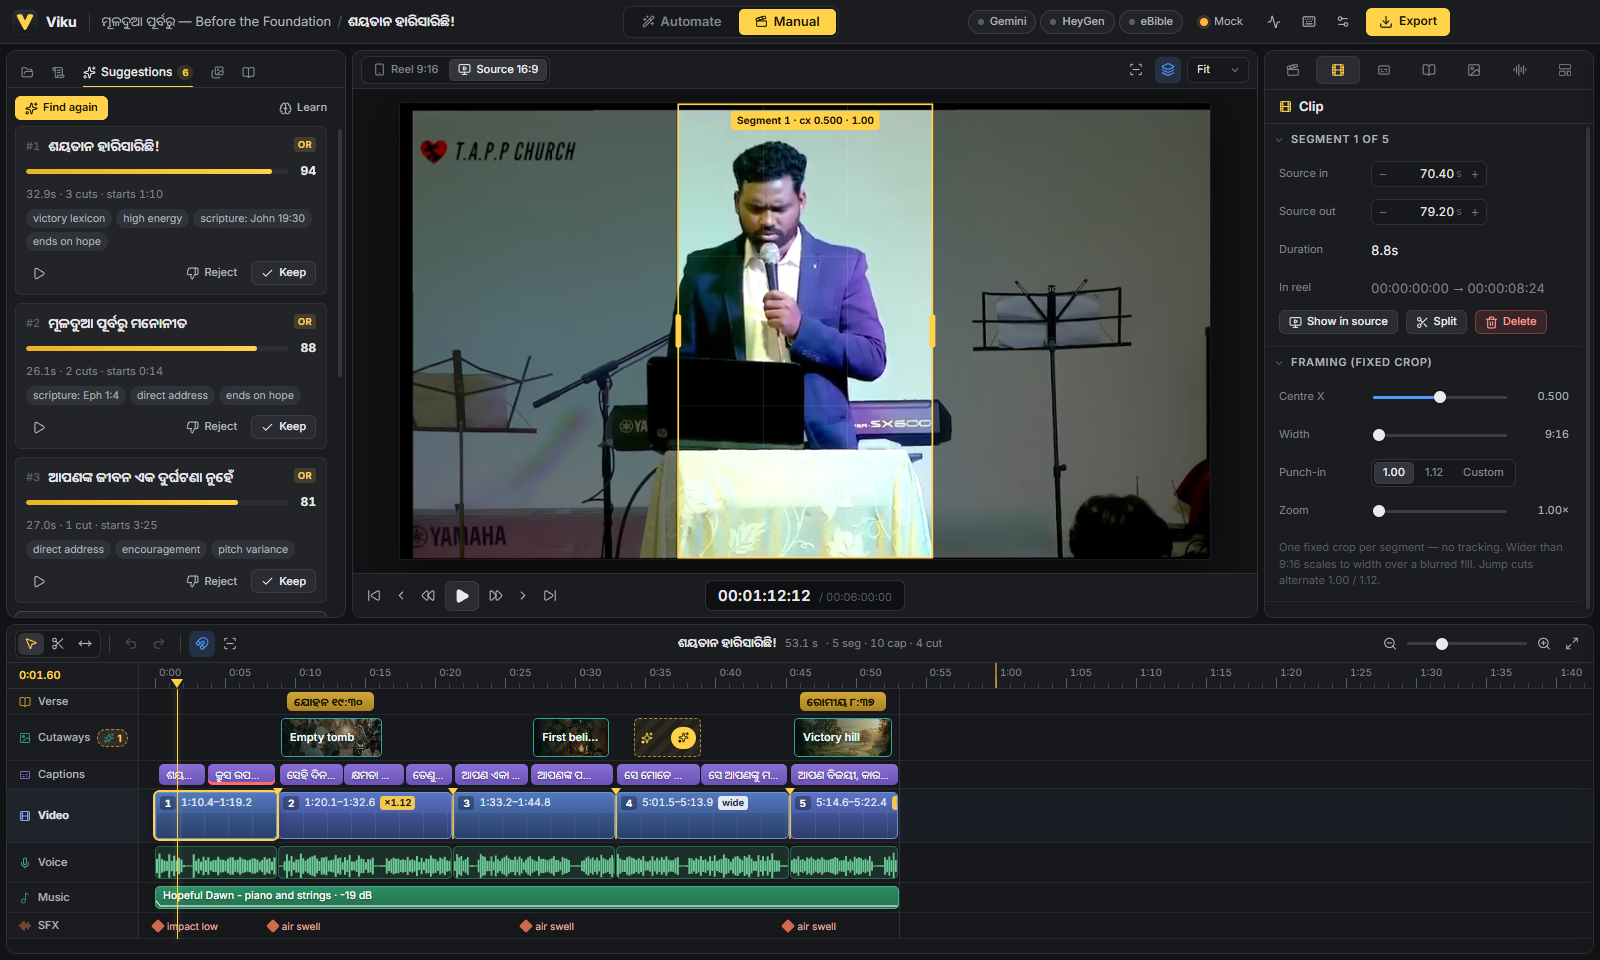 Viku
ମୂଳଦୁଆ ପୂର୍ବରୁ — Before the Foundation / ଶୟତାନ ହାରିସାରିଛି!
Automate
Manual
Gemini
HeyGen
eBible
Mock
Export
Suggestions 6
Find again
Learn
#1 ଶୟତାନ ହାରିସାରିଛି! OR
94
32.9s · 3 cuts · starts 1:10
victory lexicon
high energy
scripture: John 19:30
ends on hope
Reject
Keep
#2 ମୂଳଦୁଆ ପୂର୍ବରୁ ମନୋନୀତ OR
88
26.1s · 2 cuts · starts 0:14
scripture: Eph 1:4
direct address
ends on hope
Reject
Keep
#3 ଆପଣଙ୍କ ଜୀବନ ଏକ ଦୁର୍ଘଟଣା ନୁହେଁ OR
81
27.0s · 1 cut · starts 3:25
direct address
encouragement
pitch variance
Reject
Keep
Reel 9:16
Source 16:9
Fit
Segment 1 · cx 0.500 · 1.00
T.A.P.P CHURCH
YAMAHA
SX600
00:01:12:12 / 00:06:00:00
Clip
SEGMENT 1 OF 5
Source in − 70.40 s +
Source out − 79.20 s +
Duration 8.8s
In reel 00:00:00:00 → 00:00:08:24
Show in source
Split
Delete
FRAMING (FIXED CROP)
Centre X 0.500
Width 9:16
Punch-in 1.00 1.12 Custom
Zoom 1.00×
One fixed crop per segment — no tracking. Wider than
9:16 scales to width over a blurred fill. Jump cuts
alternate 1.00 / 1.12.
ଶୟତାନ ହାରିସାରିଛି! 53.1 s · 5 seg · 10 cap · 4 cut
0:01.60
0:00 0:05 0:10 0:15 0:20 0:25 0:30 0:35 0:40 0:45 0:50 0:55 1:00 1:05 1:10 1:15 1:20 1:25 1:30 1:35 1:40
Verse
ଯୋହନ ୧୯:୩୦
ରୋମୀୟ ୮:୩୭
Cutaways 1
Empty tomb
First beli...
Victory hill
Captions
ଶୟ...
କ୍ରୁସ ଉପ...
ସେହି ଦିନ...
କ୍ଷମତା ...
ତେଣୁ...
ଆପଣ ଏକା ...
ଆପଣଙ୍କ ପ...
ସେ ମୋତେ ...
ସେ ଆପଣଙ୍କୁ ମ...
ଆପଣ ବିଜୟୀ, କାର...
Video
1 1:10.4–1:19.2
2 1:20.1–1:32.6 ×1.12
3 1:33.2–1:44.8
4 5:01.5–5:13.9 wide
5 5:14.6–5:22.4
Voice
Music
Hopeful Dawn - piano and strings · -19 dB
SFX
impact low
air swell
air swell
air swell